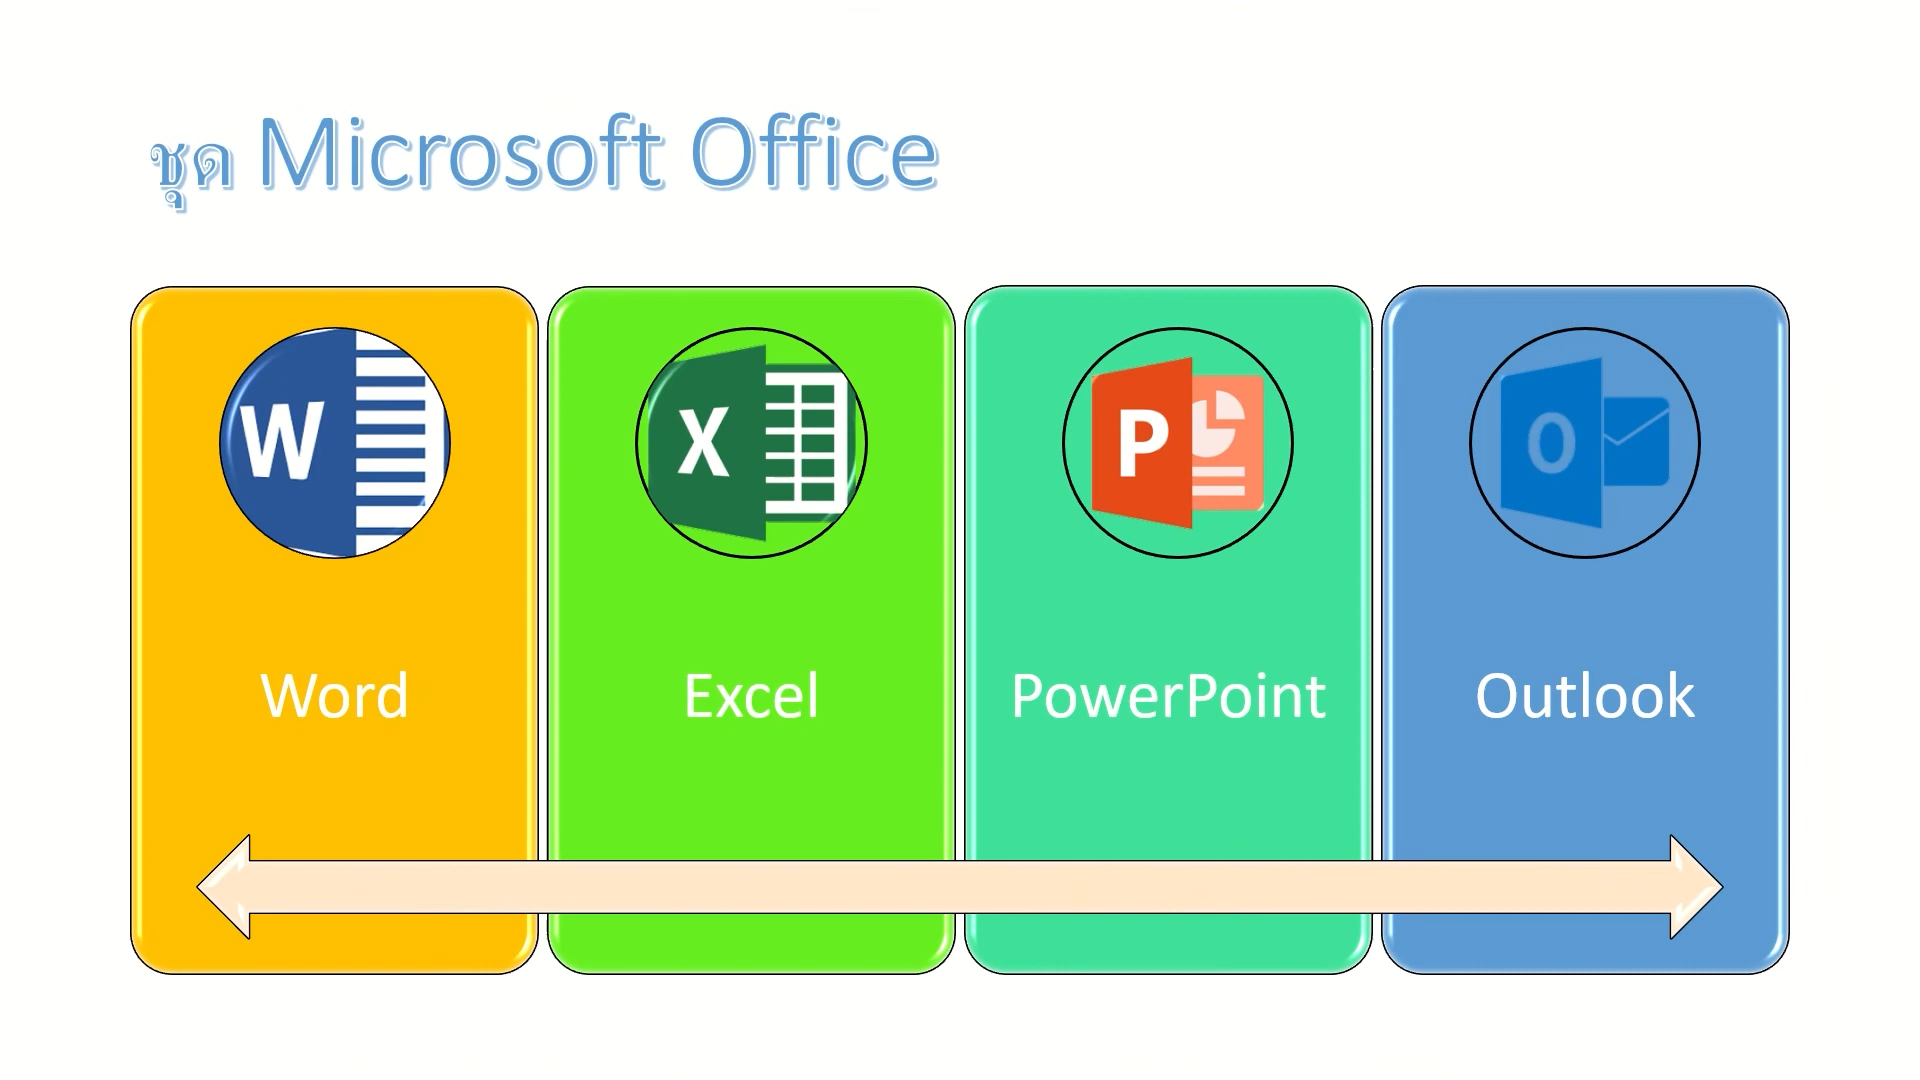 ชุด Microsoft Office
W
X
P
O
Word
Excel
PowerPoint
Outlook